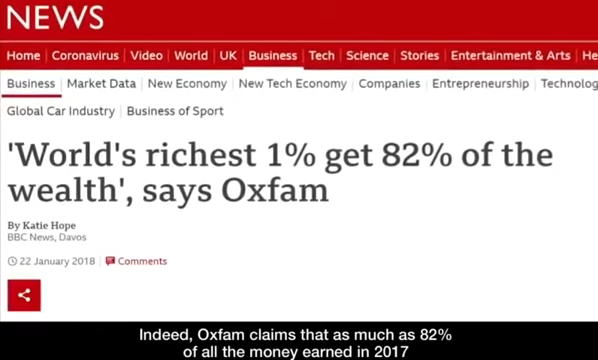 NEWS
Home Coronavirus Video World UK Business Tech Science Stories Entertainment & Arts
Business Market Data New Economy New Tech Economy Companies Entrepreneurship
Global Car Industry Business of Sport
'World's richest 1% get 82% of the
wealth', says Oxfam
By Katie Hope
BBC News, Davos
22 January 2018 Comments
Indeed, Oxfam claims that as much as 82%
of all the money earned in 2017